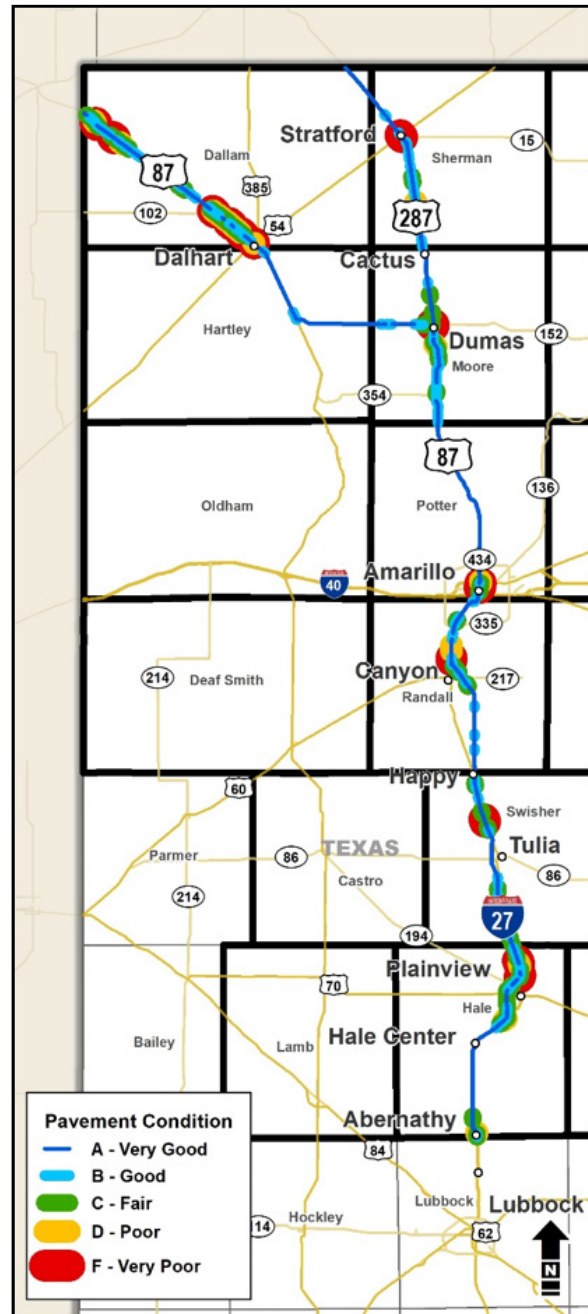 Stratford
15
Dallam
Sherman
87
385
102
54
287
Dalhart
Cactus
Hartley
Dumas
152
Moore
354
87
136
Oldham
Potter
434
Amarillo
40
335
214
Deaf Smith
Canyon
217
Randall
Happy
60
Swisher
TEXAS
Tulia
Parmer
86
86
Castro
214
27
194
Plainview
70
Hale
Hale Center
Bailey
Lamb
Abernathy
84
Lubbock
Lubbock
Hockley
114
62
N
Pavement Condition
A - Very Good
B - Good
C - Fair
D - Poor
F - Very Poor